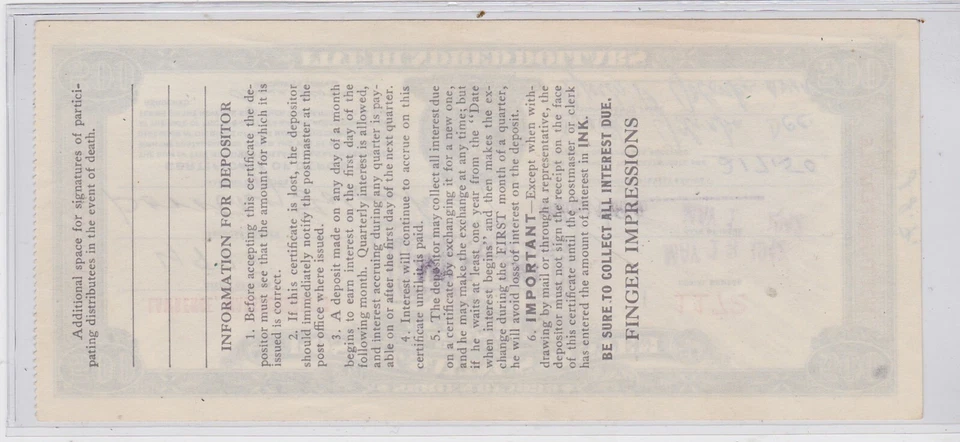 Additional space for signatures of partici-
pating distributees in the event of death.
INFORMATION FOR DEPOSITOR
1. Before accepting this certificate the de-
positor must see that the amount for which it is
issued is correct.
2. If this certificate is lost, the depositor
should immediately notify the postmaster at the
post office where issued.
3. A deposit made on any day of a month
begins to earn interest on the first day of the
following month. Quarterly interest is allowed,
and interest accruing during any quarter is pay-
able on or after the first day of the next quarter.
4. Interest will continue to accrue on this
certificate until it is paid.
5. The depositor may collect all interest due
on a certificate by exchanging it for a new one,
and he may make the exchange at any time; but
if he waits at least one year from the "Date
when interest begins" and then makes the ex-
change during the FIRST month of a quarter,
he will avoid loss of interest on the deposit.
6. IMPORTANT—Except when with-
drawing by mail or through a representative, the
depositor must not sign the receipt on the face
of this certificate until the postmaster or clerk
has entered the amount of interest in INK.
BE SURE TO COLLECT ALL INTEREST DUE.
FINGER IMPRESSIONS